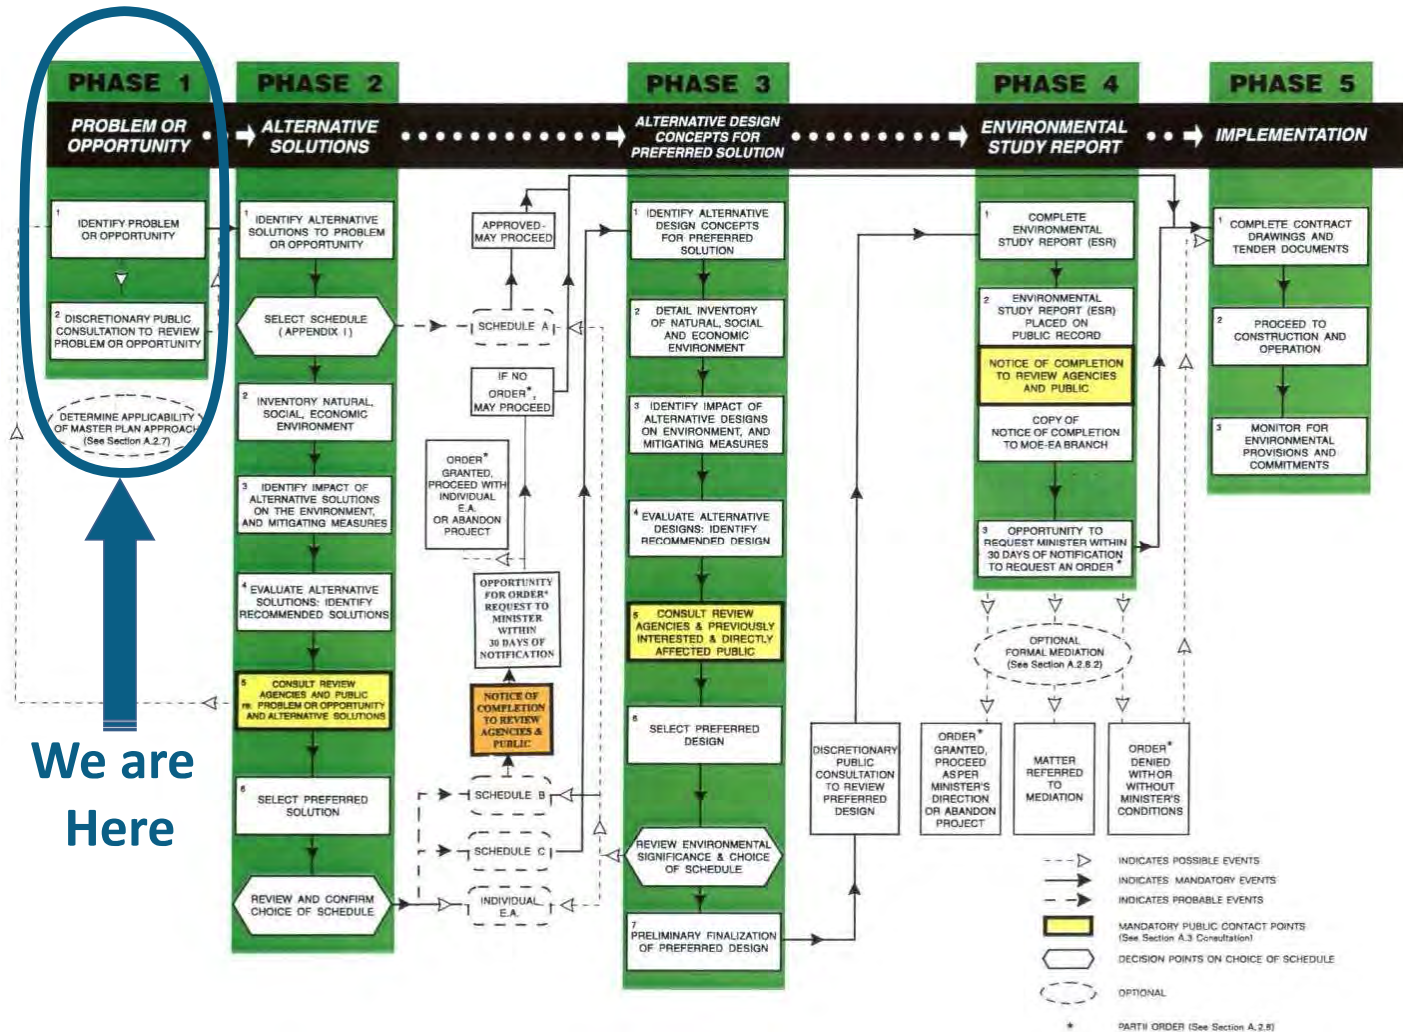 PHASE 1
PROBLEM OR
OPPORTUNITY
1
IDENTIFY PROBLEM
OR OPPORTUNITY
2
DISCRETIONARY PUBLIC
CONSULTATION TO REVIEW
PROBLEM OR OPPORTUNITY
DETERMINE APPLICABILITY
OF MASTER PLAN APPROACH
(See Section A.2.7)
We are
Here
PHASE 2
ALTERNATIVE
SOLUTIONS
1
IDENTIFY ALTERNATIVE
SOLUTIONS TO PROBLEM
OR OPPORTUNITY
SELECT SCHEDULE
(APPENDIX I)
2
INVENTORY NATURAL,
SOCIAL, ECONOMIC
ENVIRONMENT
3
IDENTIFY IMPACT OF
ALTERNATIVE SOLUTIONS
ON THE ENVIRONMENT,
AND MITIGATING MEASURES
4
EVALUATE ALTERNATIVE
SOLUTIONS: IDENTIFY
RECOMMENDED SOLUTIONS
5
CONSULT REVIEW
AGENCIES AND PUBLIC
re: PROBLEM OR OPPORTUNITY
AND ALTERNATIVE SOLUTIONS
6
SELECT PREFERRED
SOLUTION
REVIEW AND CONFIRM
CHOICE OF SCHEDULE
APPROVED-
MAY PROCEED
SCHEDULE A
IF NO
ORDER*,
MAY PROCEED
ORDER*
GRANTED,
PROCEED WITH
INDIVIDUAL
E.A.
OR ABANDON
PROJECT
OPPORTUNITY
FOR ORDER*
REQUEST TO
MINISTER
WITHIN
30 DAYS OF
NOTIFICATION
NOTICE OF
COMPLETION
TO REVIEW
AGENCIES &
PUBLIC
SCHEDULE B
SCHEDULE C
INDIVIDUAL
E.A.
PHASE 3
ALTERNATIVE DESIGN
CONCEPTS FOR
PREFERRED SOLUTION
1
IDENTIFY ALTERNATIVE
DESIGN CONCEPTS
FOR PREFERRED
SOLUTION
2
DETAIL INVENTORY
OF NATURAL, SOCIAL
AND ECONOMIC
ENVIRONMENT
3
IDENTIFY IMPACT OF
ALTERNATIVE DESIGNS
ON ENVIRONMENT, AND
MITIGATING MEASURES
4
EVALUATE ALTERNATIVE
DESIGNS: IDENTIFY
RECOMMENDED DESIGN
5
CONSULT REVIEW
AGENCIES & PREVIOUSLY
INTERESTED & DIRECTLY
AFFECTED PUBLIC
6
SELECT PREFERRED
DESIGN
REVIEW ENVIRONMENTAL
SIGNIFICANCE & CHOICE
OF SCHEDULE
7
PRELIMINARY FINALIZATION
OF PREFERRED DESIGN
DISCRETIONARY
PUBLIC
CONSULTATION
TO REVIEW
PREFERRED
DESIGN
PHASE 4
ENVIRONMENTAL
STUDY REPORT
1
COMPLETE
ENVIRONMENTAL
STUDY REPORT (ESR)
2
ENVIRONMENTAL
STUDY REPORT (ESR)
PLACED ON
PUBLIC RECORD
NOTICE OF COMPLETION
TO REVIEW AGENCIES
AND PUBLIC
COPY OF
NOTICE OF COMPLETION
TO MOE-EA BRANCH
3
OPPORTUNITY TO
REQUEST MINISTER WITHIN
30 DAYS OF NOTIFICATION
TO REQUEST AN ORDER*
OPTIONAL
FORMAL MEDIATION
(See Section A.2.8.2)
ORDER*
GRANTED,
PROCEED AS PER
MINISTER'S
DIRECTION
OR ABANDON
PROJECT
MATTER
REFERRED
TO
MEDIATION
ORDER*
DENIED
WITH OR
WITHOUT
MINISTER'S
CONDITIONS
PHASE 5
IMPLEMENTATION
1
COMPLETE CONTRACT
DRAWINGS AND
TENDER DOCUMENTS
2
PROCEED TO
CONSTRUCTION AND
OPERATION
3
MONITOR FOR
ENVIRONMENTAL
PROVISIONS AND
COMMITMENTS
INDICATES POSSIBLE EVENTS
INDICATES MANDATORY EVENTS
INDICATES PROBABLE EVENTS
MANDATORY PUBLIC CONTACT POINTS
(See Section A.3 Consultation)
DECISION POINTS ON CHOICE OF SCHEDULE
OPTIONAL
* PART II ORDER (See Section A.2.8)